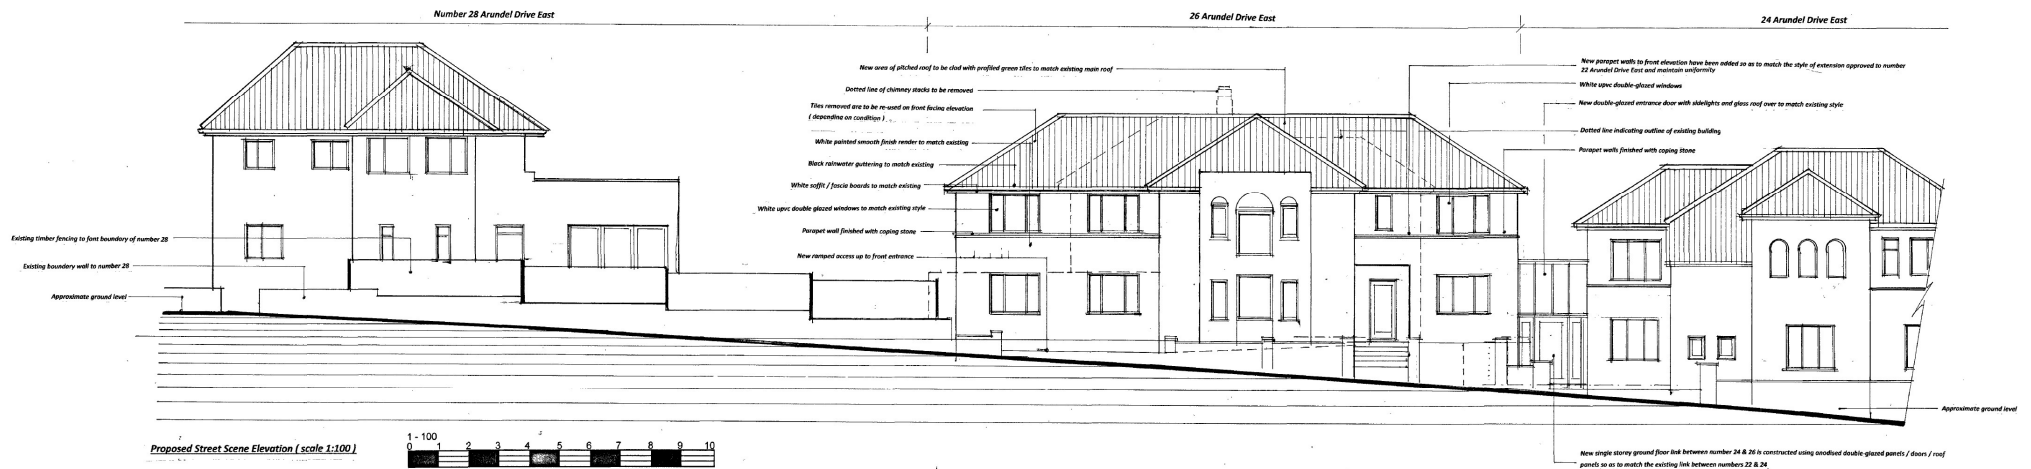 Number 28 Arundel Drive East
26 Arundel Drive East
24 Arundel Drive East
New area of pitched roof to be clad with profiled green tiles to match existing main roof
Dotted line of chimney stacks to be removed
Tiles removed are to be re-used on front facing elevation
( depending on condition )
White painted smooth finish render to match existing
Black rainwater guttering to match existing
White soffit / fascia boards to match existing
White upvc double glazed windows to match existing style
Parapet wall finished with coping stone
New ramped access up to front entrance
New parapet walls to front elevation have been added so as to match the style of extension approved to number
22 Arundel Drive East and maintain uniformity
White upvc double-glazed windows
New double-glazed entrance door with sidelights and glass roof over to match existing style
Dotted line indicating outline of existing building
Parapet walls finished with coping stone
Existing timber fencing to font boundary of number 28
Existing boundery wall to number 28
Approximate ground level
Approximate ground level
Proposed Street Scene Elevation ( scale 1:100 )
1 - 100
0 1 2 3 4 5 6 7 8 9 10
New single storey ground floor link between number 24 & 26 is constructed using anodised double-glazed panels / doors / roof
panels so as to match the existing link between numbers 22 & 24